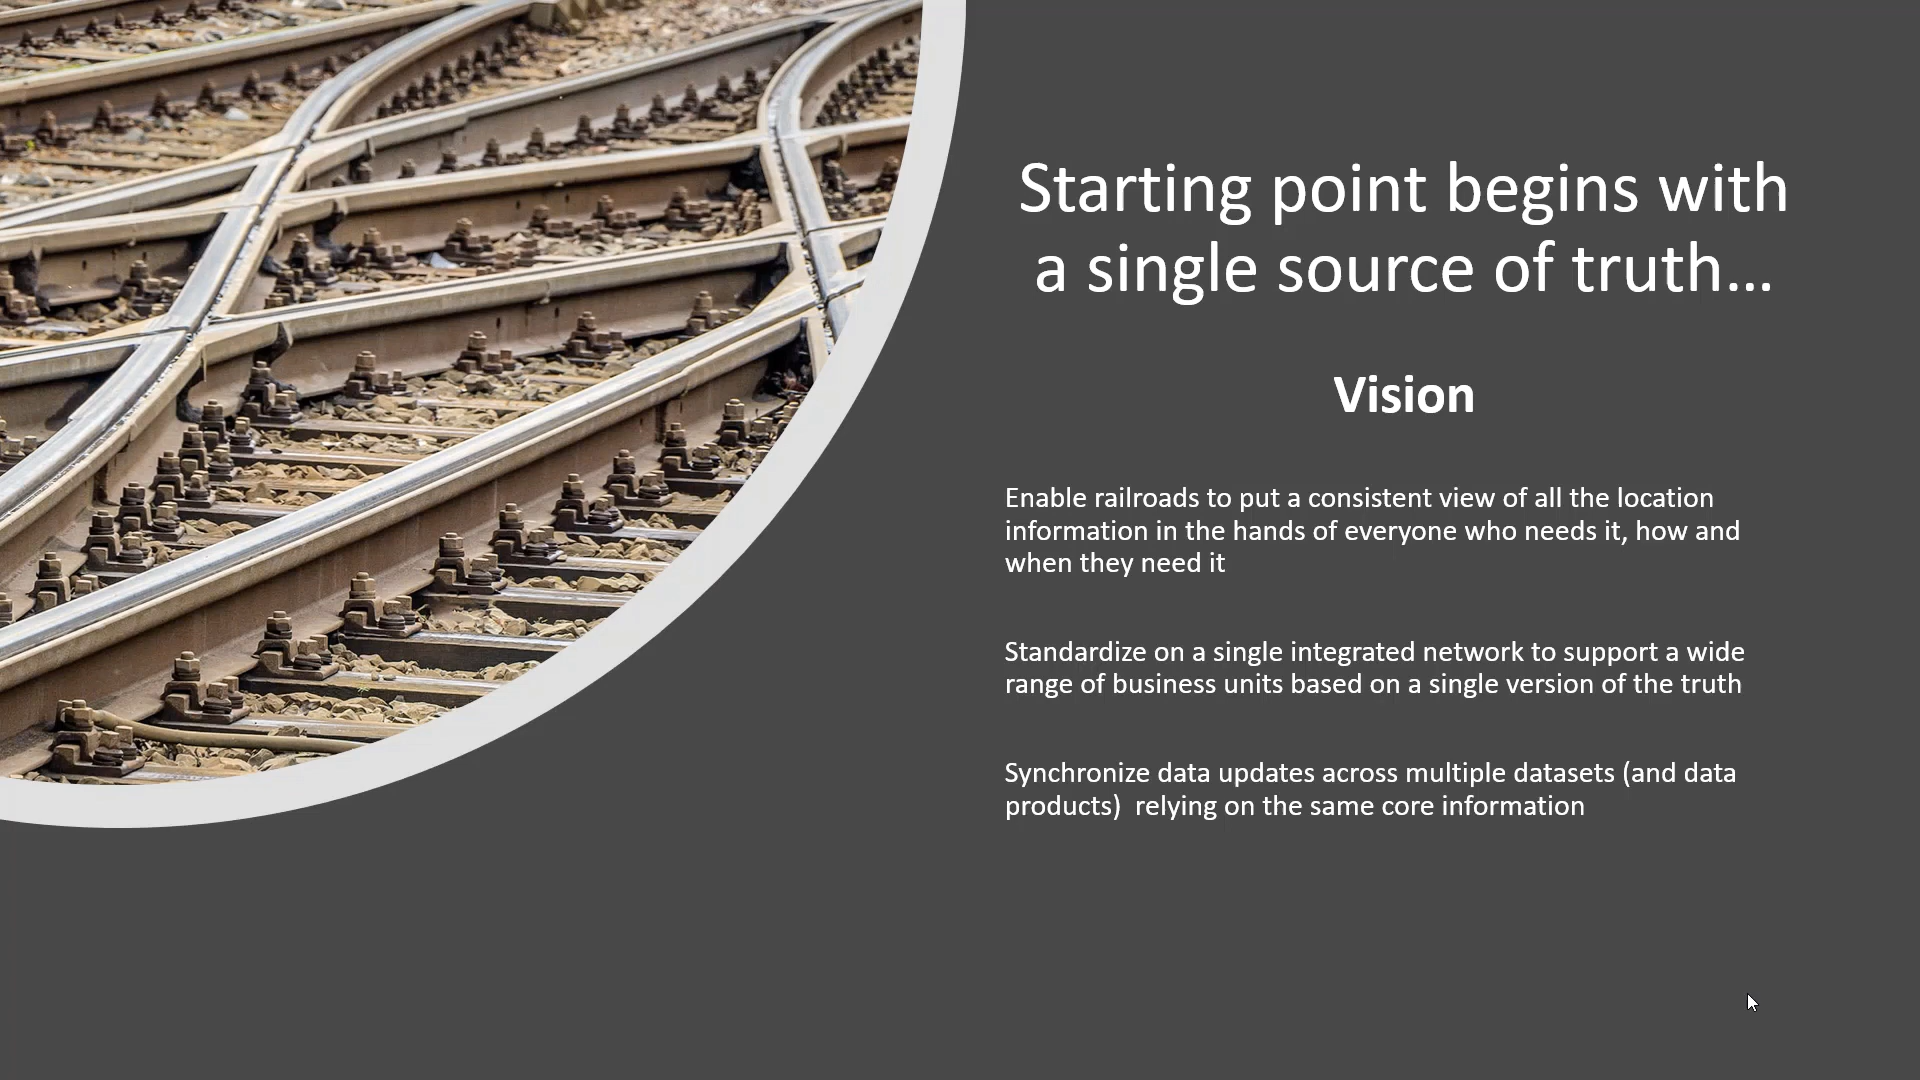 Starting point begins with
a single source of truth...
Vision
Enable railroads to put a consistent view of all the location
information in the hands of everyone who needs it, how and
when they need it
Standardize on a single integrated network to support a wide
range of business units based on a single version of the truth
Synchronize data updates across multiple datasets (and data
products)  relying on the same core information